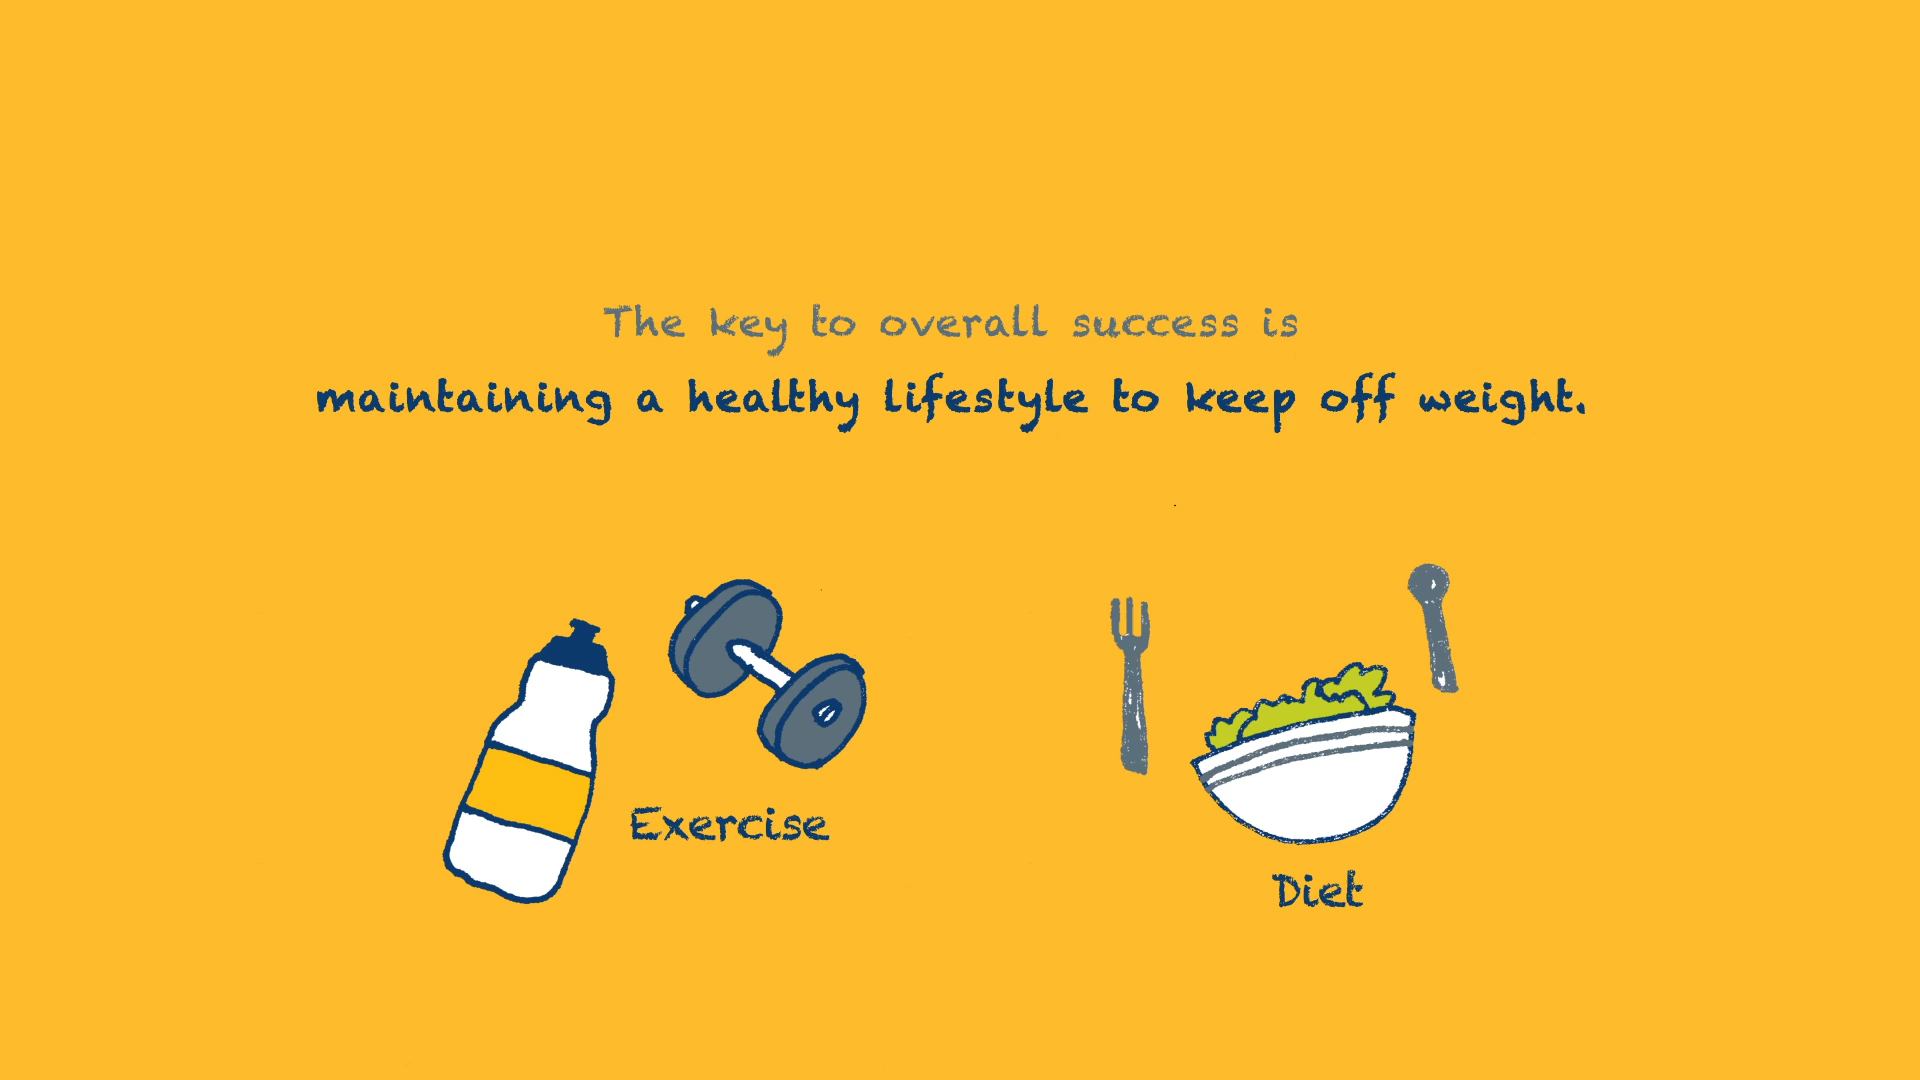 The key to overall success is
maintaining a healthy lifestyle to keep off weight.
Exercise
Diet